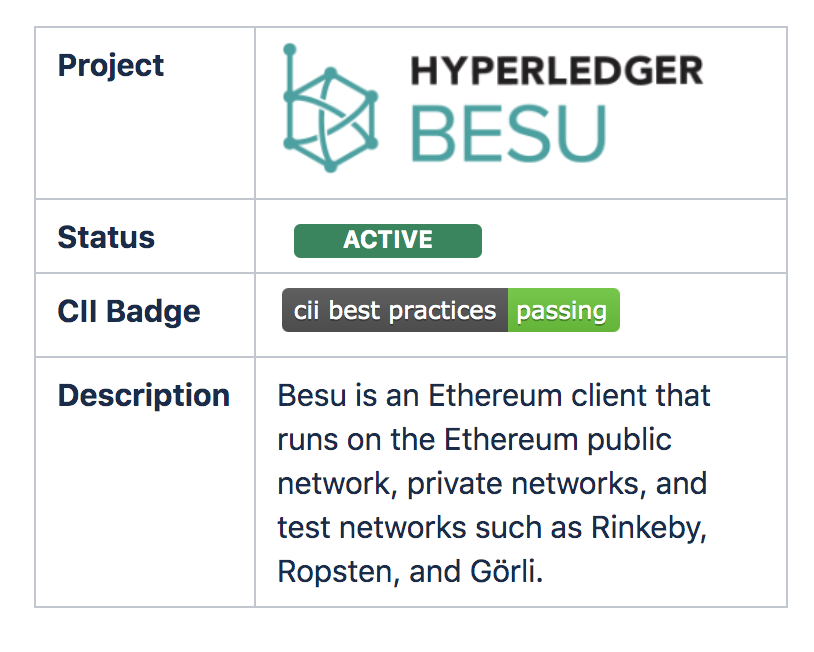 Project
HYPERLEDGER
BESU
Status
ACTIVE
CII Badge
cii best practices passing
Description
Besu is an Ethereum client that
runs on the Ethereum public
network, private networks, and
test networks such as Rinkeby,
Ropsten, and Görli.